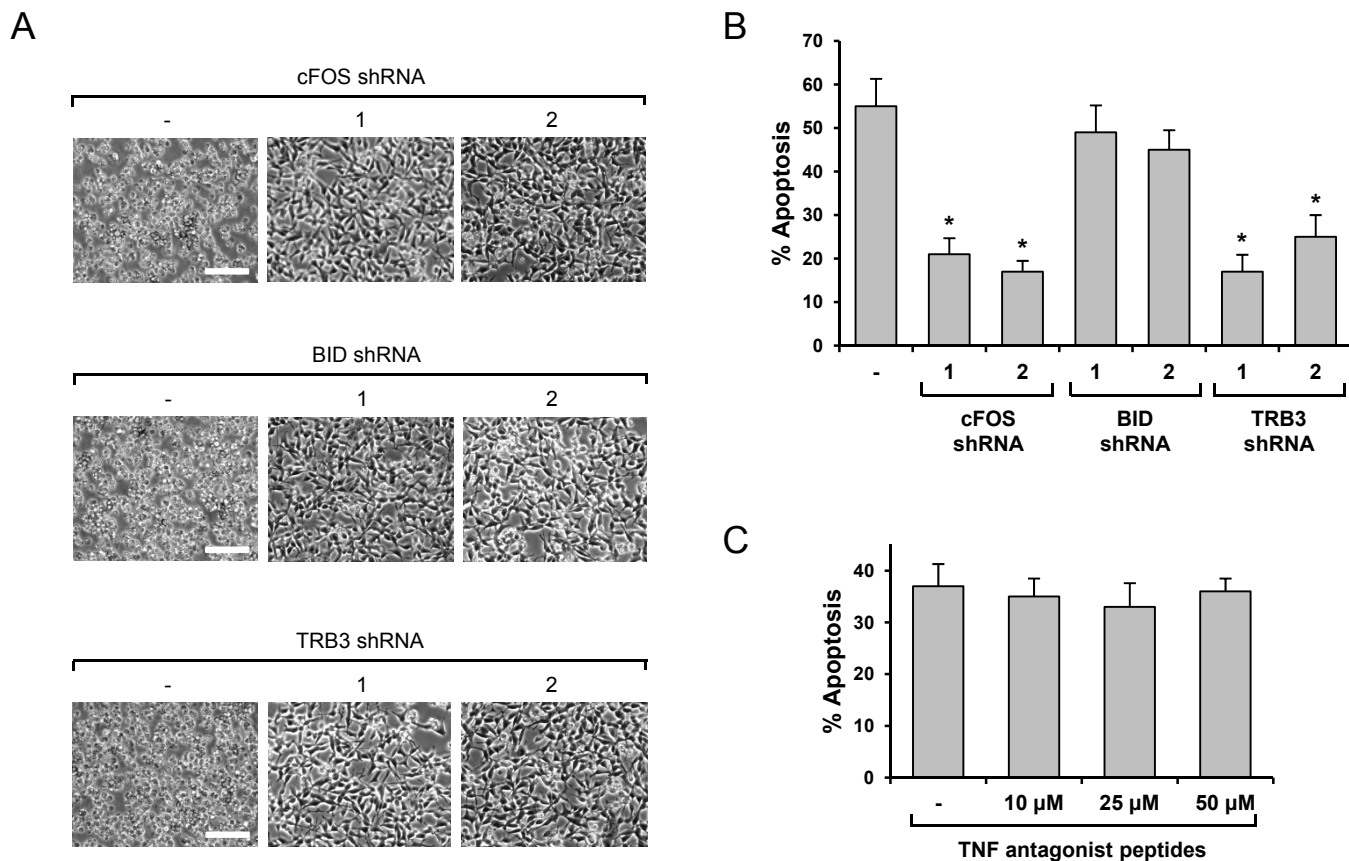 A
cFOS shRNA
- 1 2
BID shRNA
- 1 2
TRB3 shRNA
- 1 2
B
% Apoptosis
70
60
50
40
30
20
10
0
* * * *
- 1 2 1 2 1 2
cFOS shRNA
BID shRNA
TRB3 shRNA
C
% Apoptosis
40
30
20
10
0
- 10 µM 25 µM 50 µM
TNF antagonist peptides